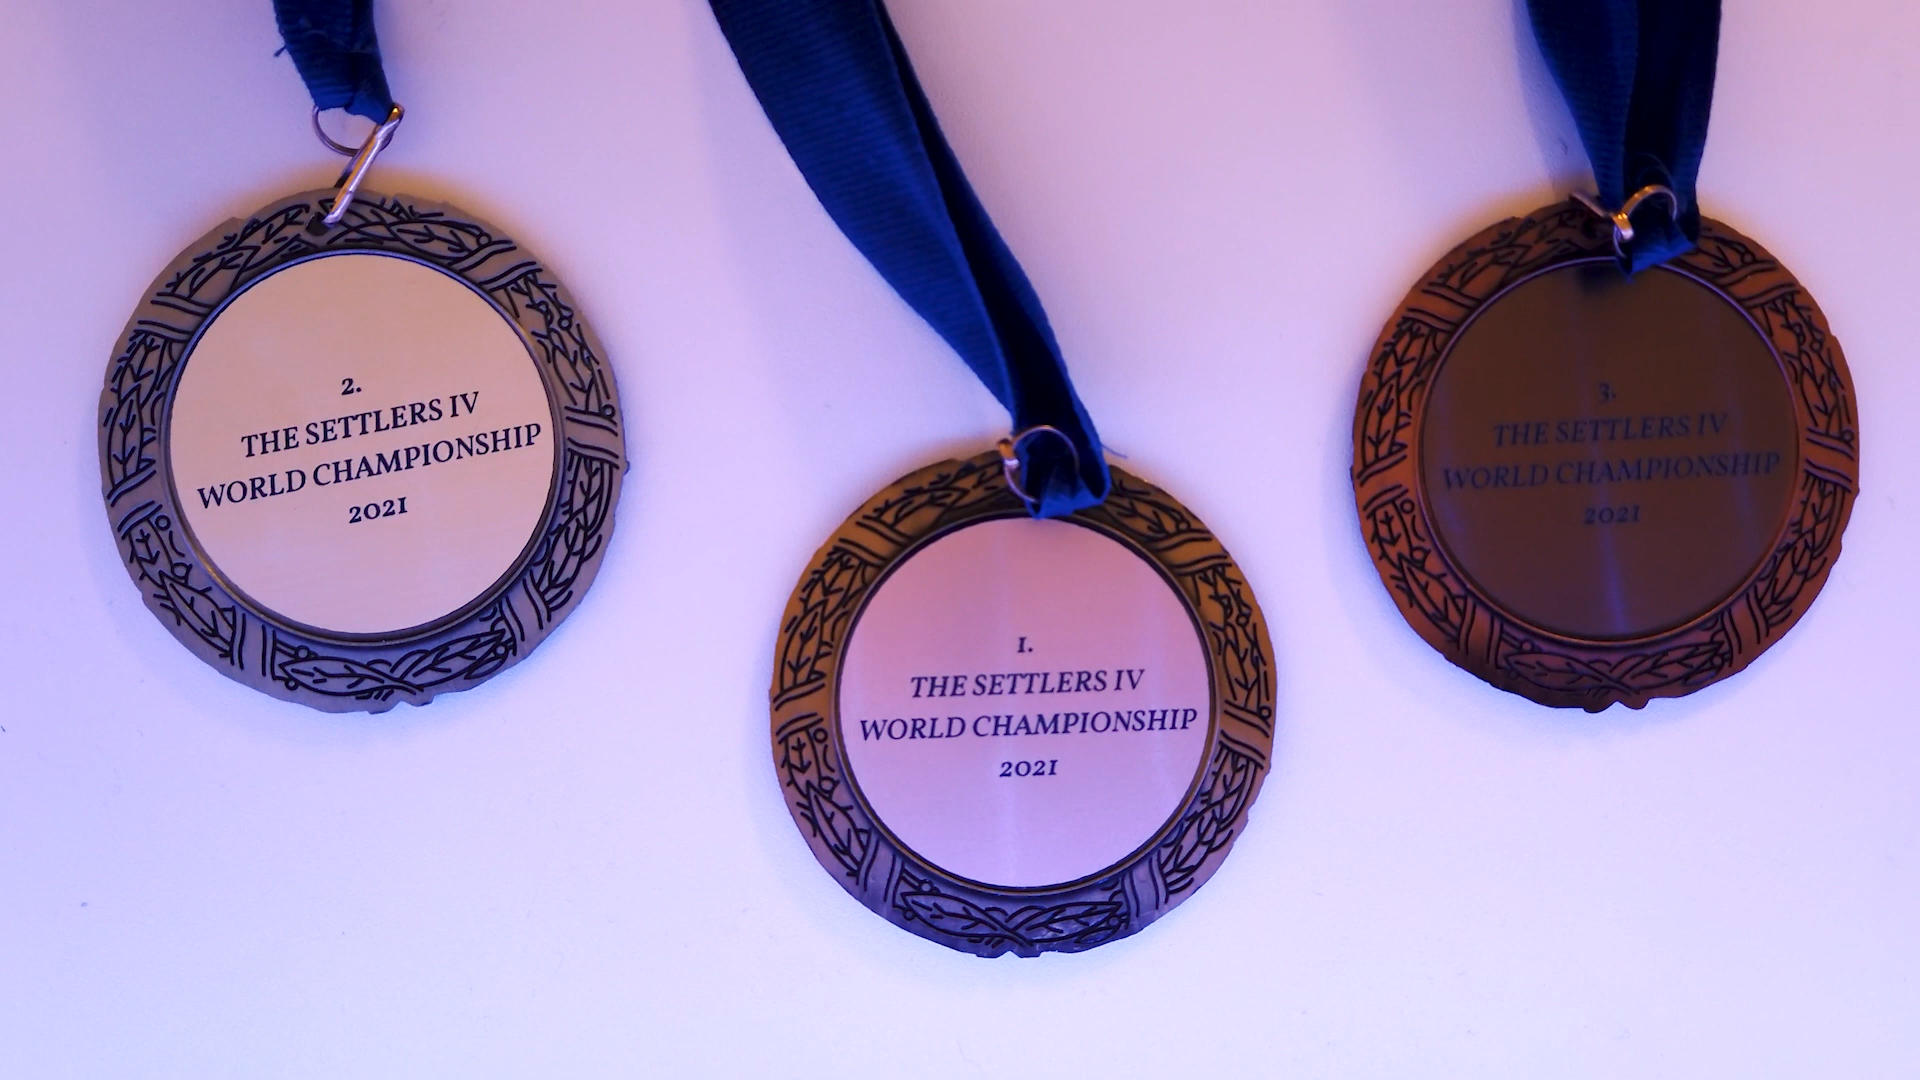 2.
THE SETTLERS IV
WORLD CHAMPIONSHIP
2021
1.
THE SETTLERS IV
WORLD CHAMPIONSHIP
2021
3.
THE SETTLERS IV
WORLD CHAMPIONSHIP
2021